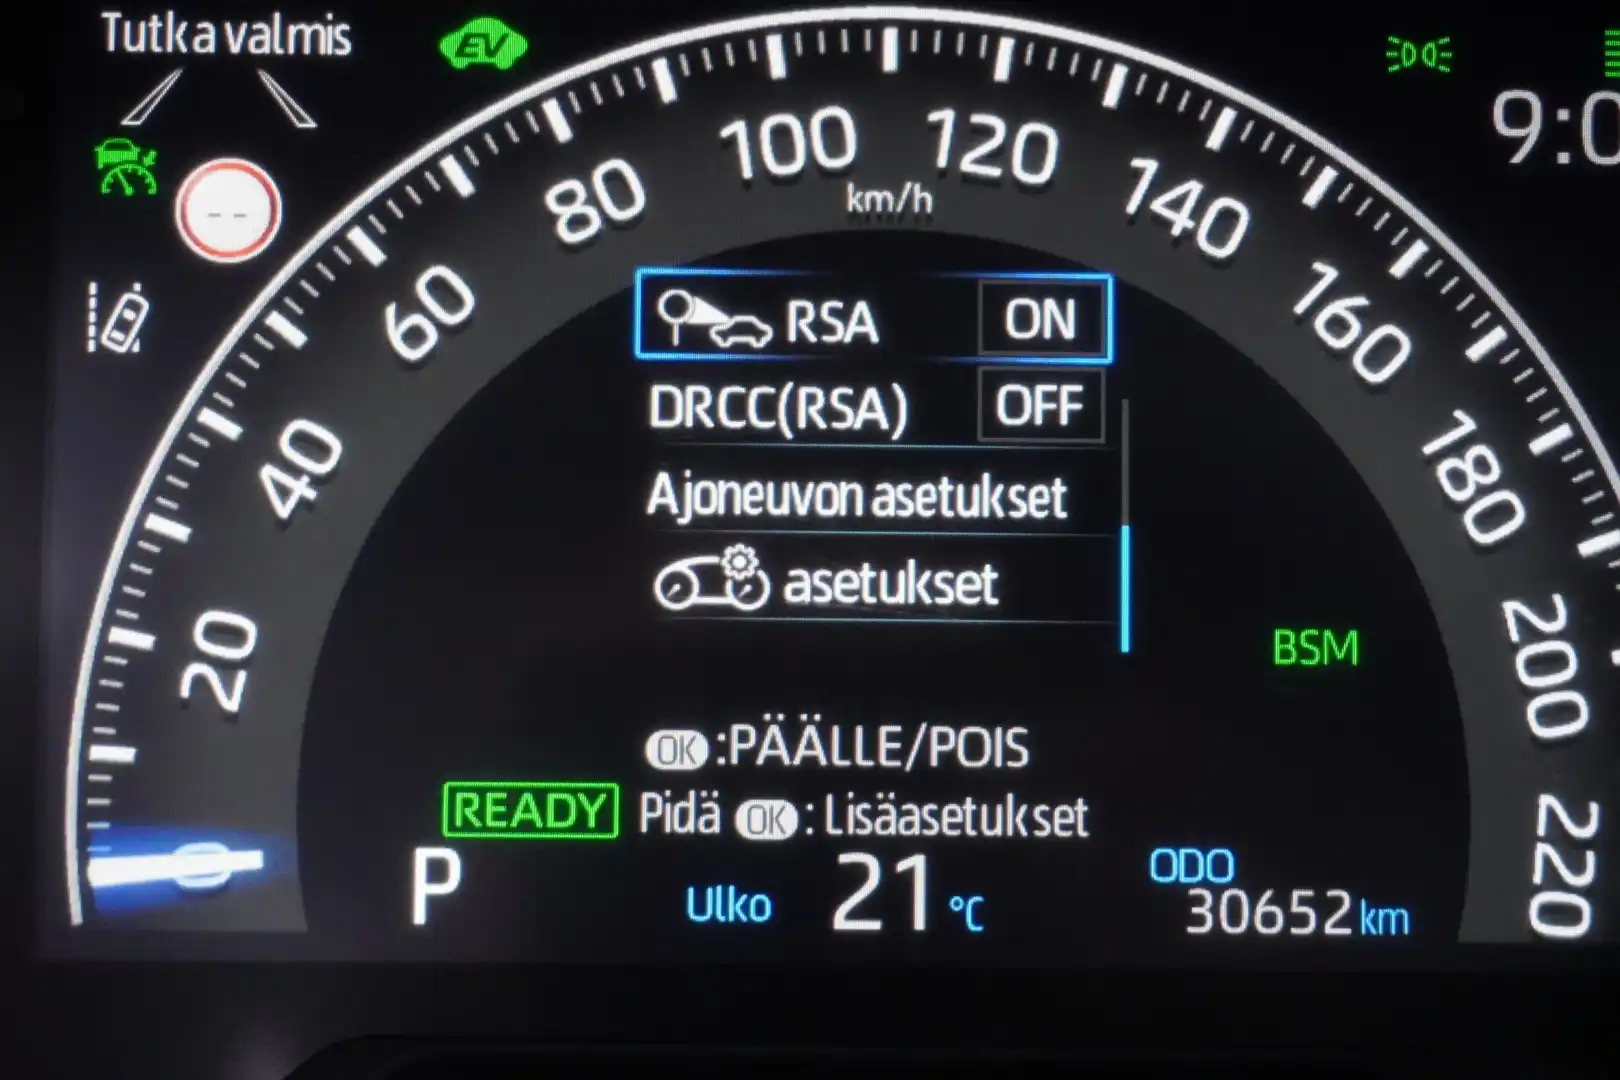 Tutka valmis
EV
9:0
100
120
80
km/h
140
60
160
RSA ON
DRCC(RSA) OFF
40
180
Ajoneuvon asetukset
asetukset
20
200
BSM
OK :PÄÄLLE/POIS
READY
Pidä OK : Lisäasetukset
220
0
P
Ulko 21 °C
ODO
30652 km